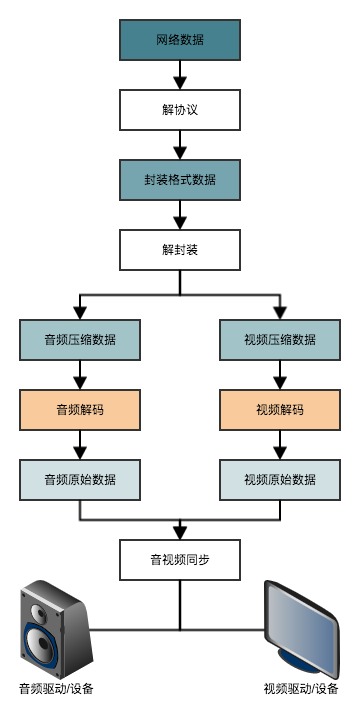 网络数据
解协议
封装格式数据
解封装
音频压缩数据
视频压缩数据
音频解码
视频解码
音频原始数据
视频原始数据
音视频同步
音频驱动/设备
视频驱动/设备